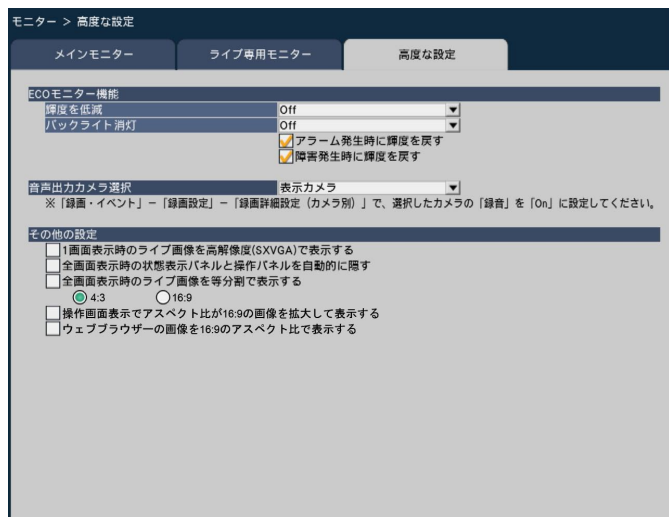 モニター > 高度な設定
メインモニター ライブ専用モニター 高度な設定
ECOモニター機能
輝度を低減 Off
バックライト消灯 Off
アラーム発生時に輝度を戻す
障害発生時に輝度を戻す
音声出力カメラ選択 表示カメラ
※「録画・イベント」－「録画設定」－「録画詳細設定（カメラ別）」で、選択したカメラの「録音」を「On」に設定してください。
その他の設定
1画面表示時のライブ画像を高解像度(SXVGA)で表示する
全画面表示時の状態表示パネルと操作パネルを自動的に隠す
全画面表示時のライブ画像を等分割で表示する
4:3 16:9
操作画面表示でアスペクト比が16:9の画像を拡大して表示する
ウェブブラウザーの画像を16:9のアスペクト比で表示する